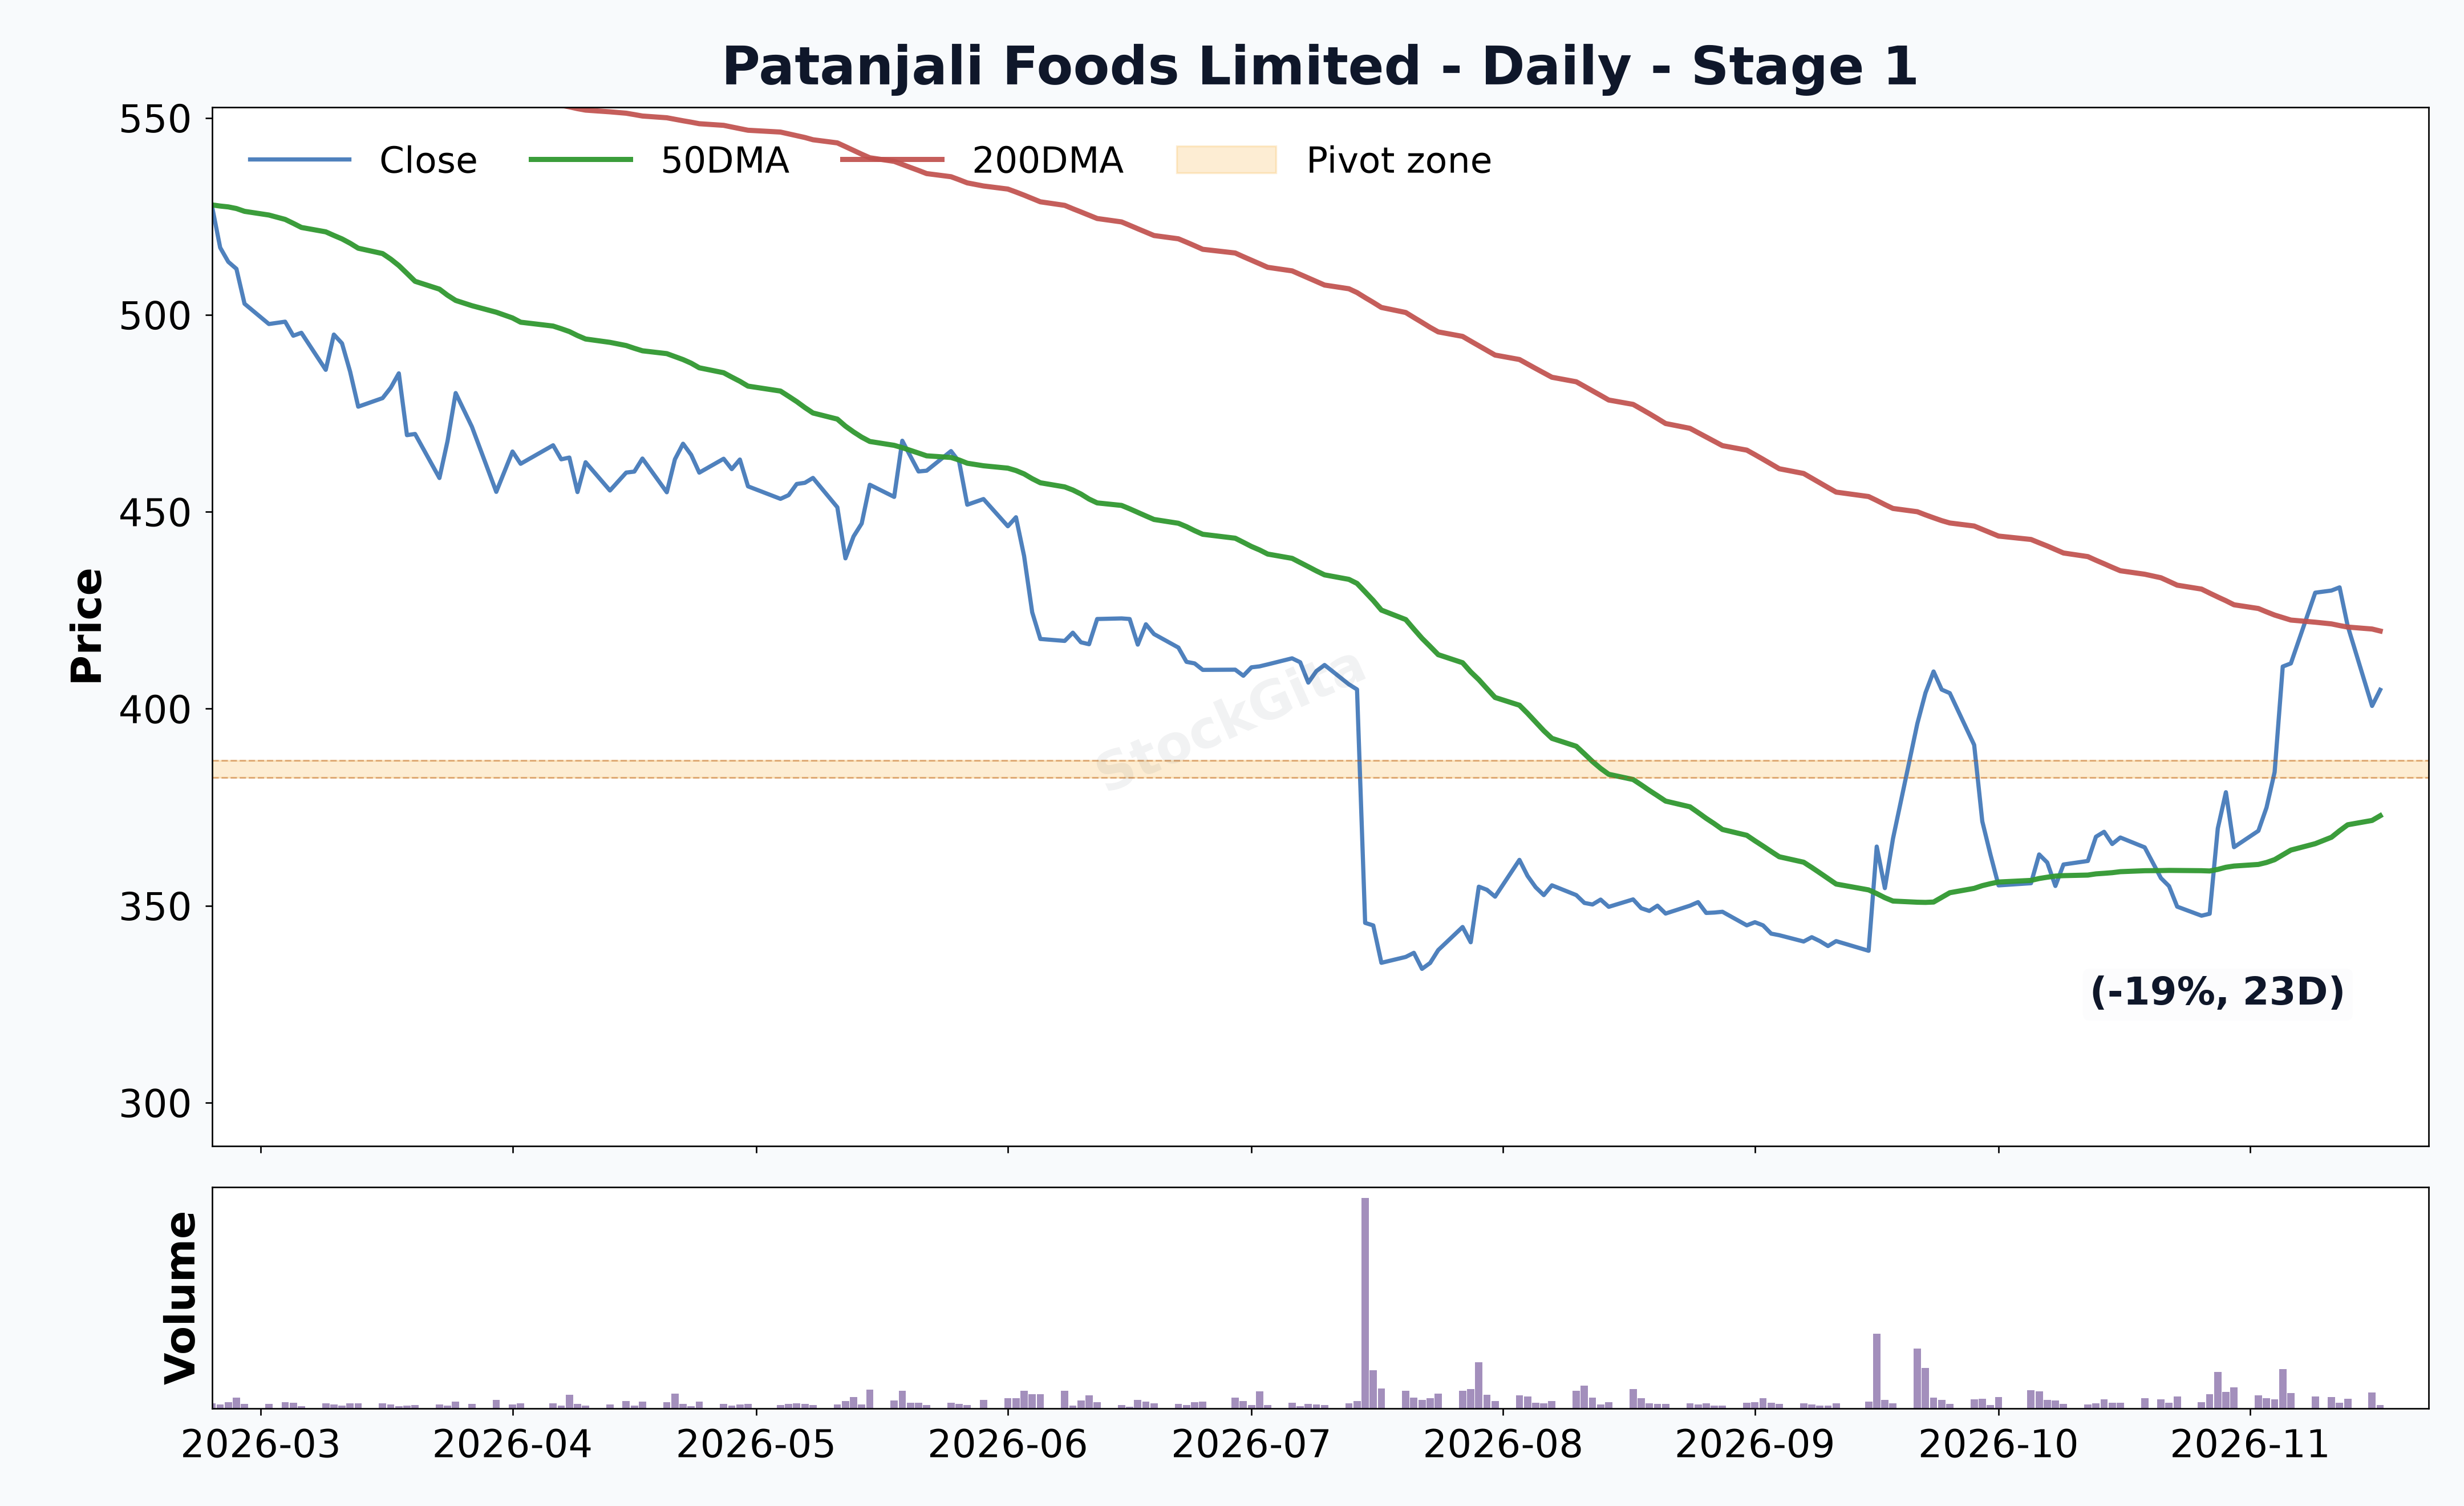 Patanjali Foods Limited - Daily - Stage 1
Close 50DMA 200DMA Pivot zone
550
500
450
400
350
300
Price
StockGita
(-19%, 23D)
Volume
2026-03 2026-04 2026-05 2026-06 2026-07 2026-08 2026-09 2026-10 2026-11